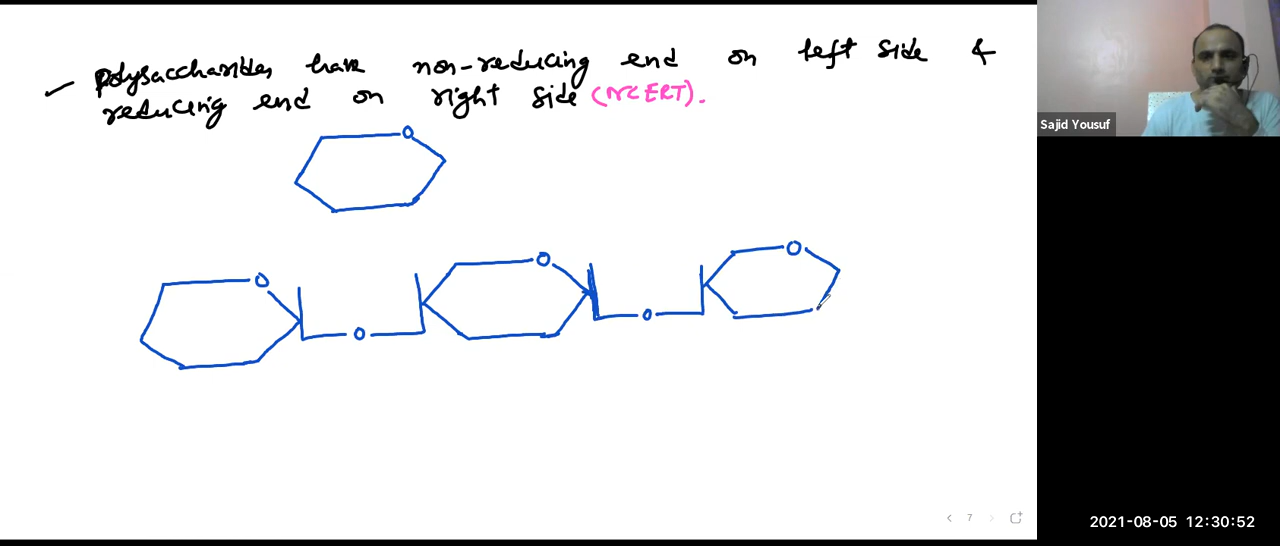 polysaccharides have non-reducing end on left side &
reducing end on right side (NCERT).
O
O
O
O
O
O
Sajid Yousuf
7
2021-08-05 12:30:52